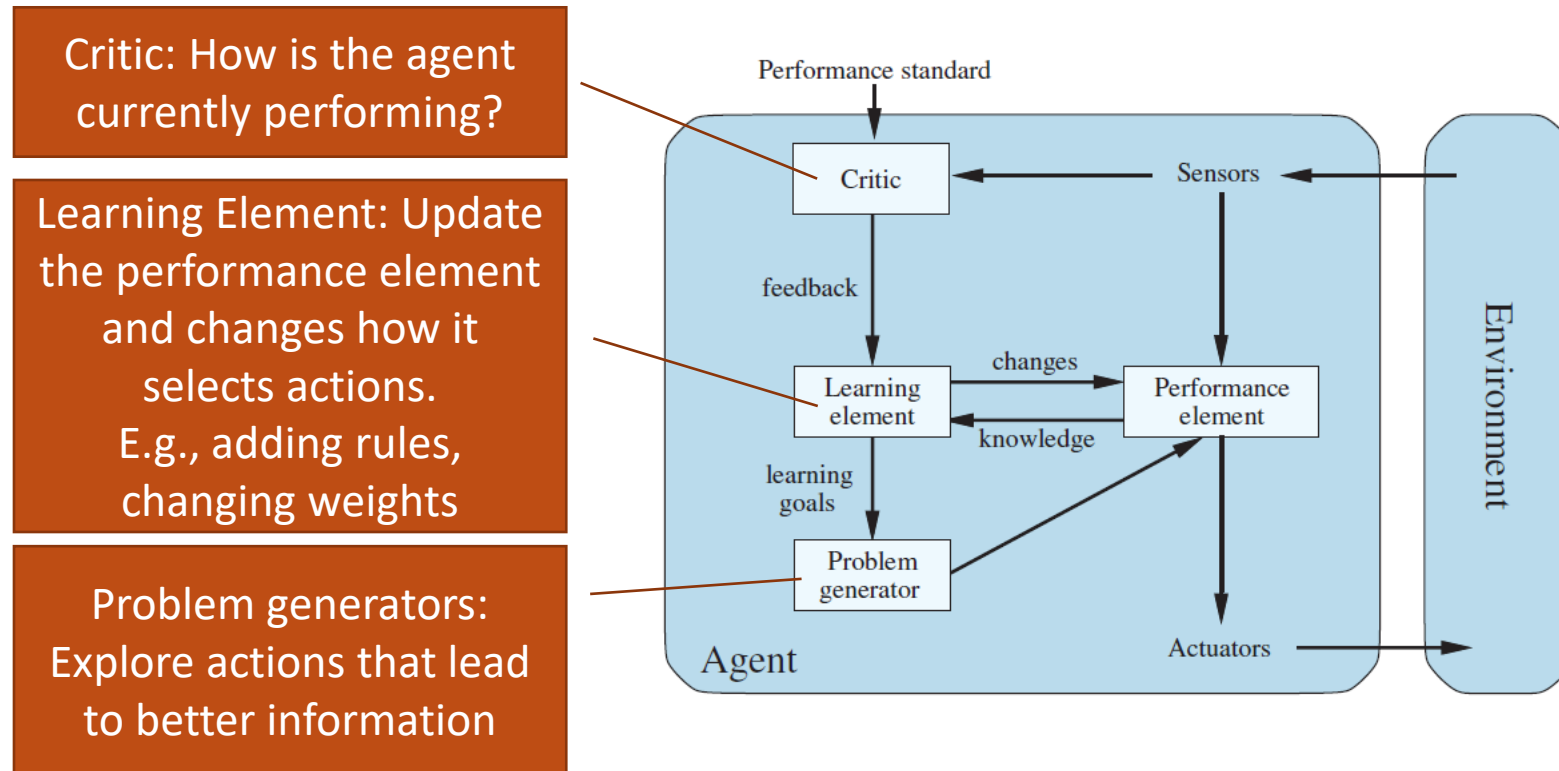 Critic: How is the agent
currently performing?
Learning Element: Update
the performance element
and changes how it
selects actions.
E.g., adding rules,
changing weights
Problem generators:
Explore actions that lead
to better information
Performance standard
Critic
Sensors
feedback
changes
Learning
element
Performance
element
knowledge
learning
goals
Problem
generator
Agent
Actuators
Environment